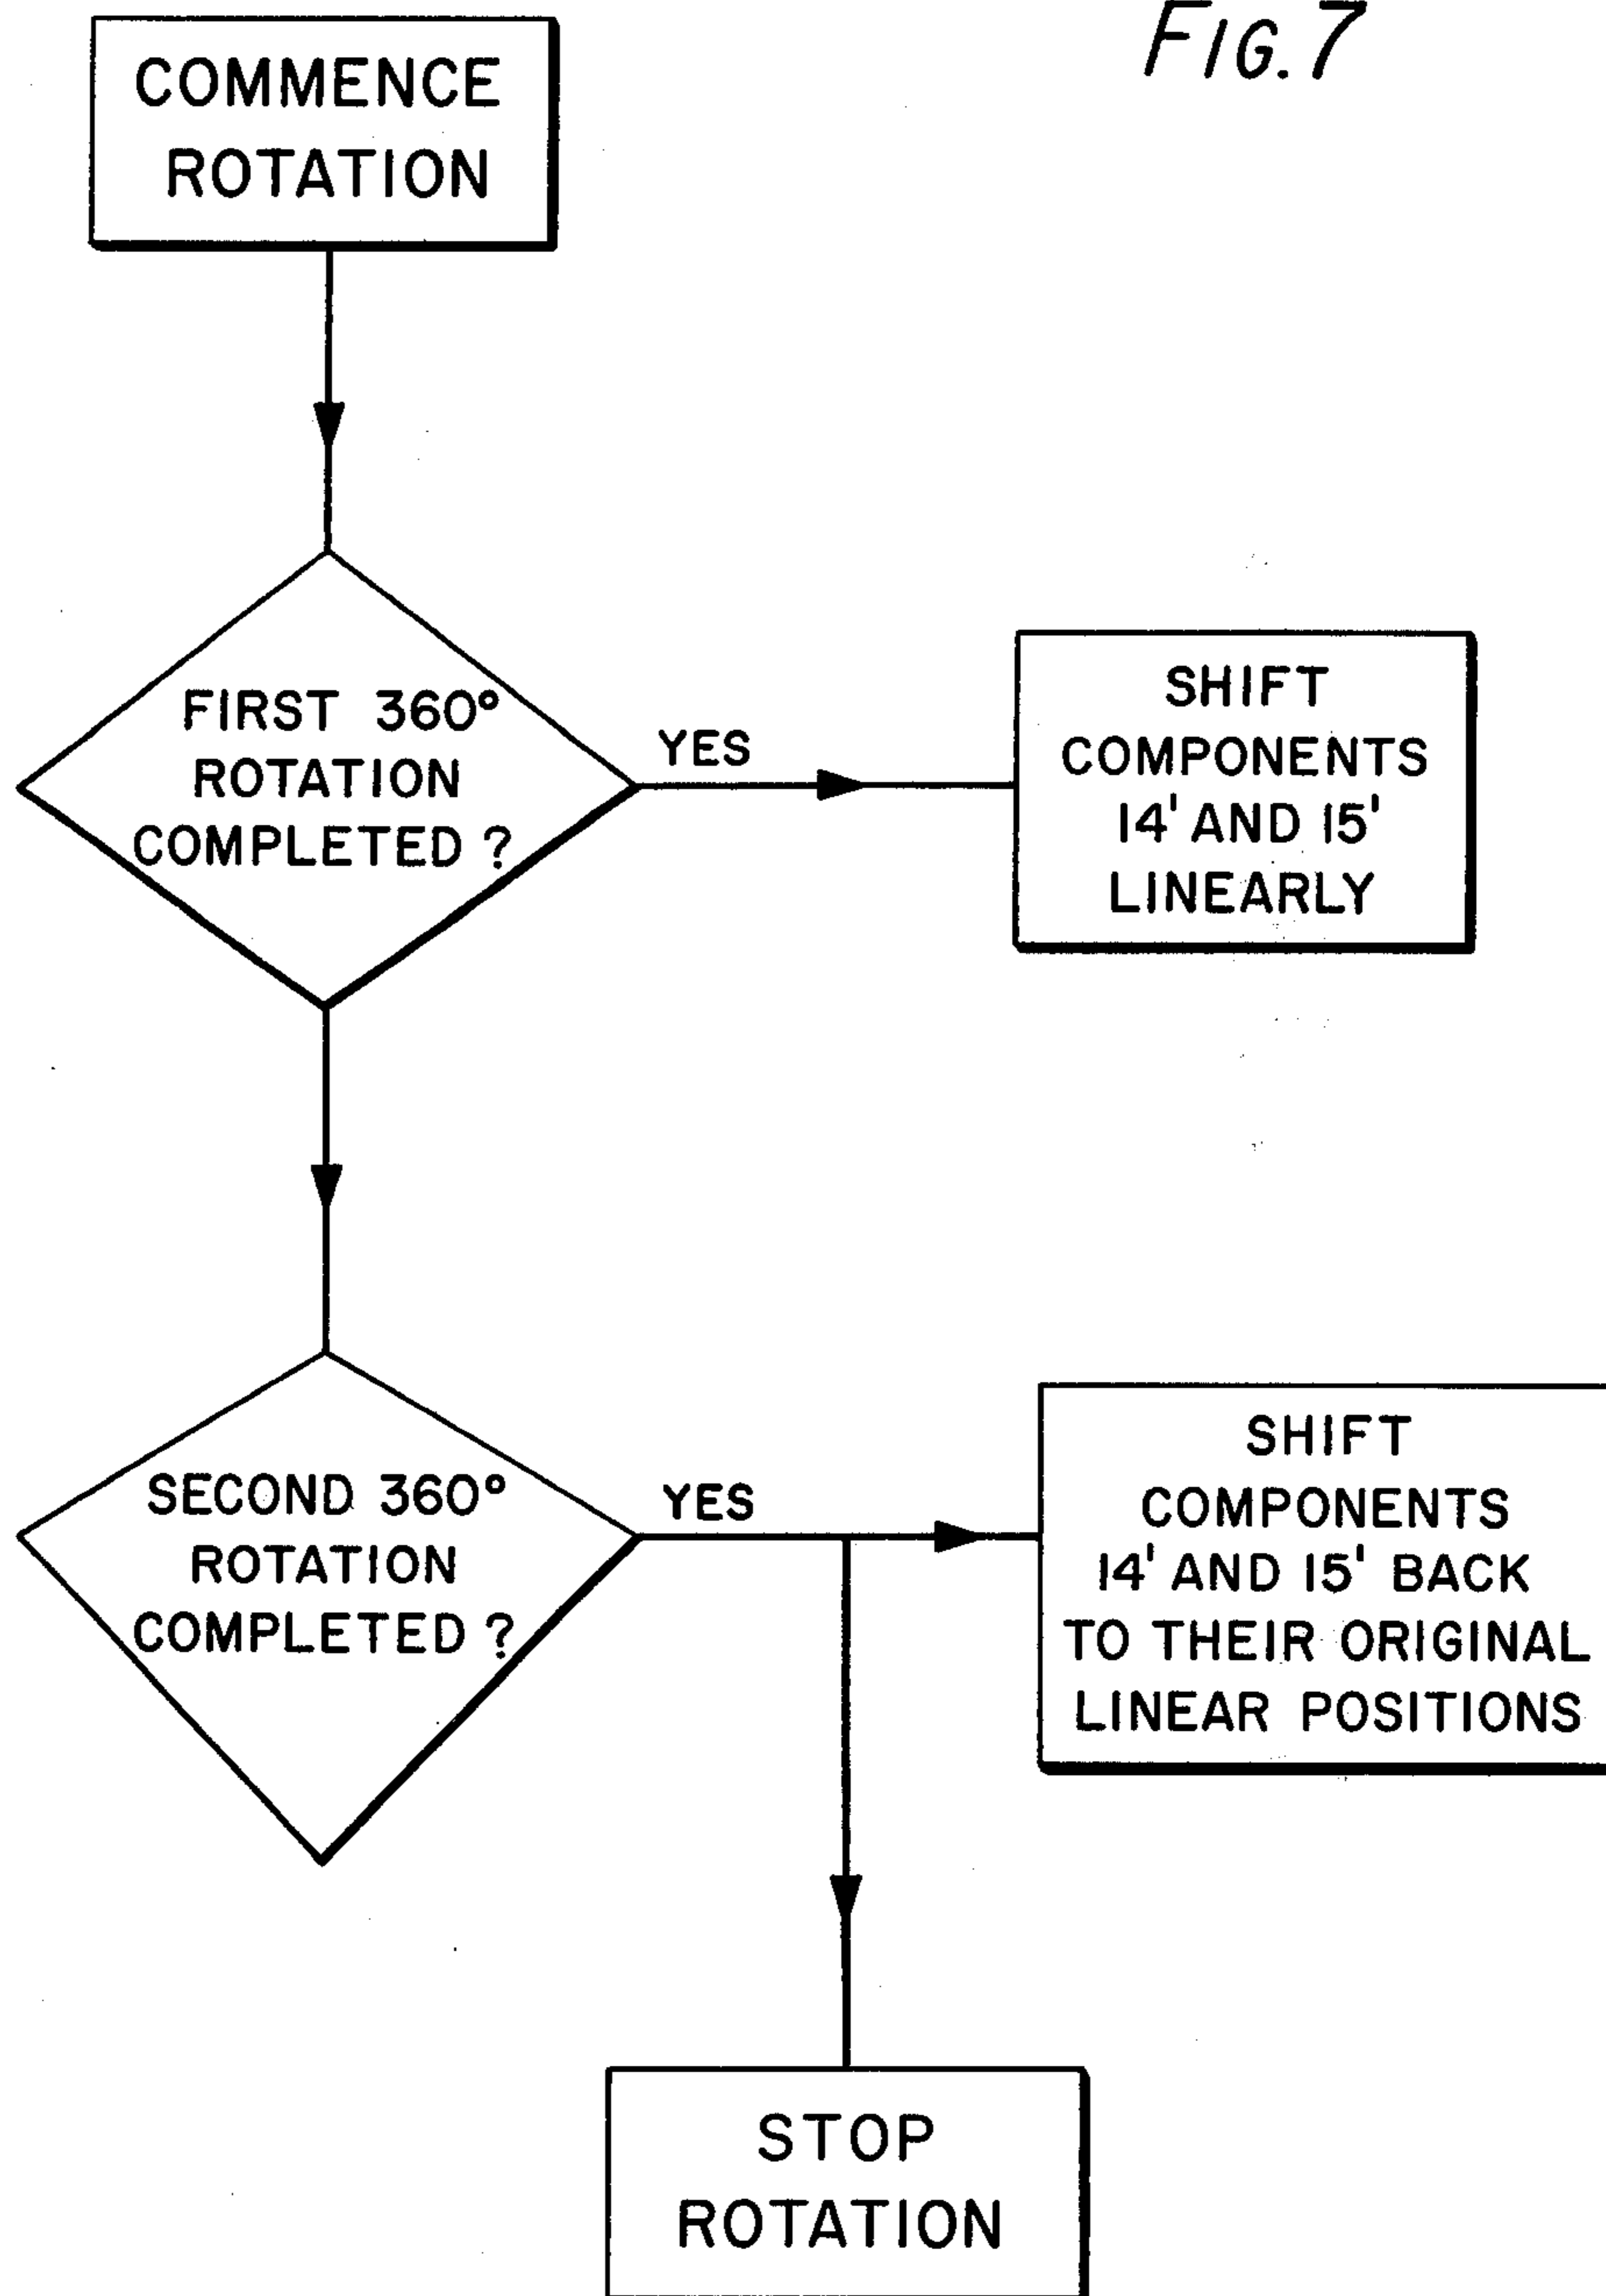 FIG. 7
COMMENCE
ROTATION
FIRST 360°
ROTATION
COMPLETED ?
YES
SHIFT
COMPONENTS
14' AND 15'
LINEARLY
SECOND 360°
ROTATION
COMPLETED ?
YES
SHIFT
COMPONENTS
14' AND 15' BACK
TO THEIR ORIGINAL
LINEAR POSITIONS
STOP
ROTATION